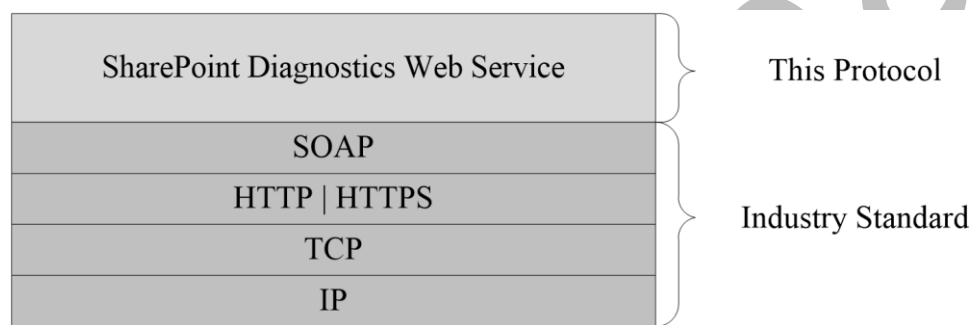 SharePoint Diagnostics Web Service
This Protocol
SOAP
HTTP | HTTPS
Industry Standard
TCP
IP